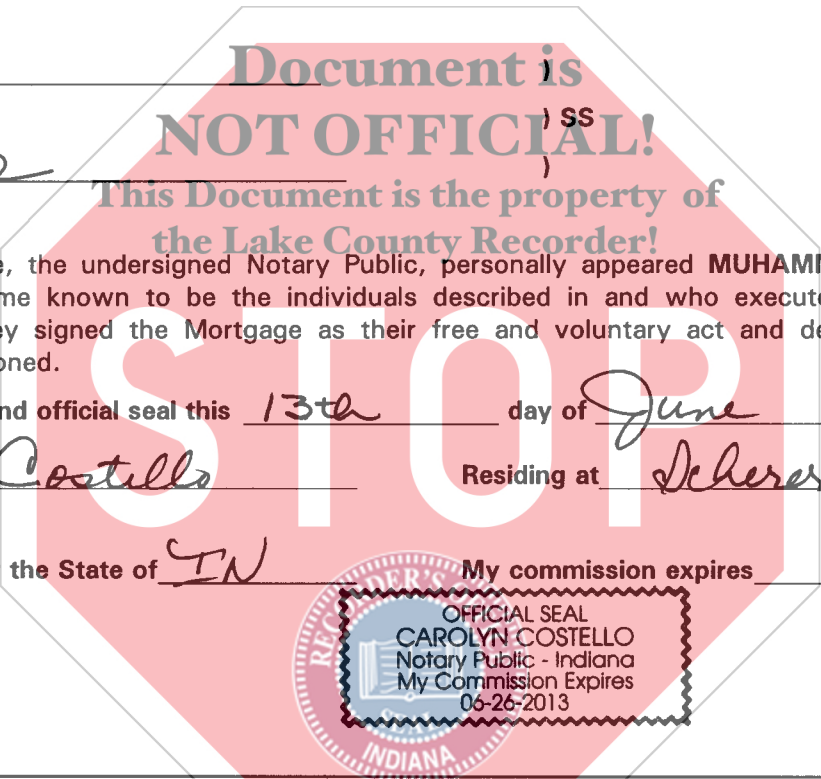 Document is
NOT OFFICIAL!
This Document is the property of
the Lake County Recorder!
)
) SS
)
e, the undersigned Notary Public, personally appeared MUHAMM
me known to be the individuals described in and who execute
ey signed the Mortgage as their free and voluntary act and de
oned.
nd official seal this 13th day of June
Costello Residing at Scherer
the State of IN My commission expires
OFFICIAL SEAL
CAROLYN COSTELLO
Notary Public - Indiana
My Commission Expires
06-26-2013
STOP
RECORDER'S OFFICE
SEAL
INDIANA